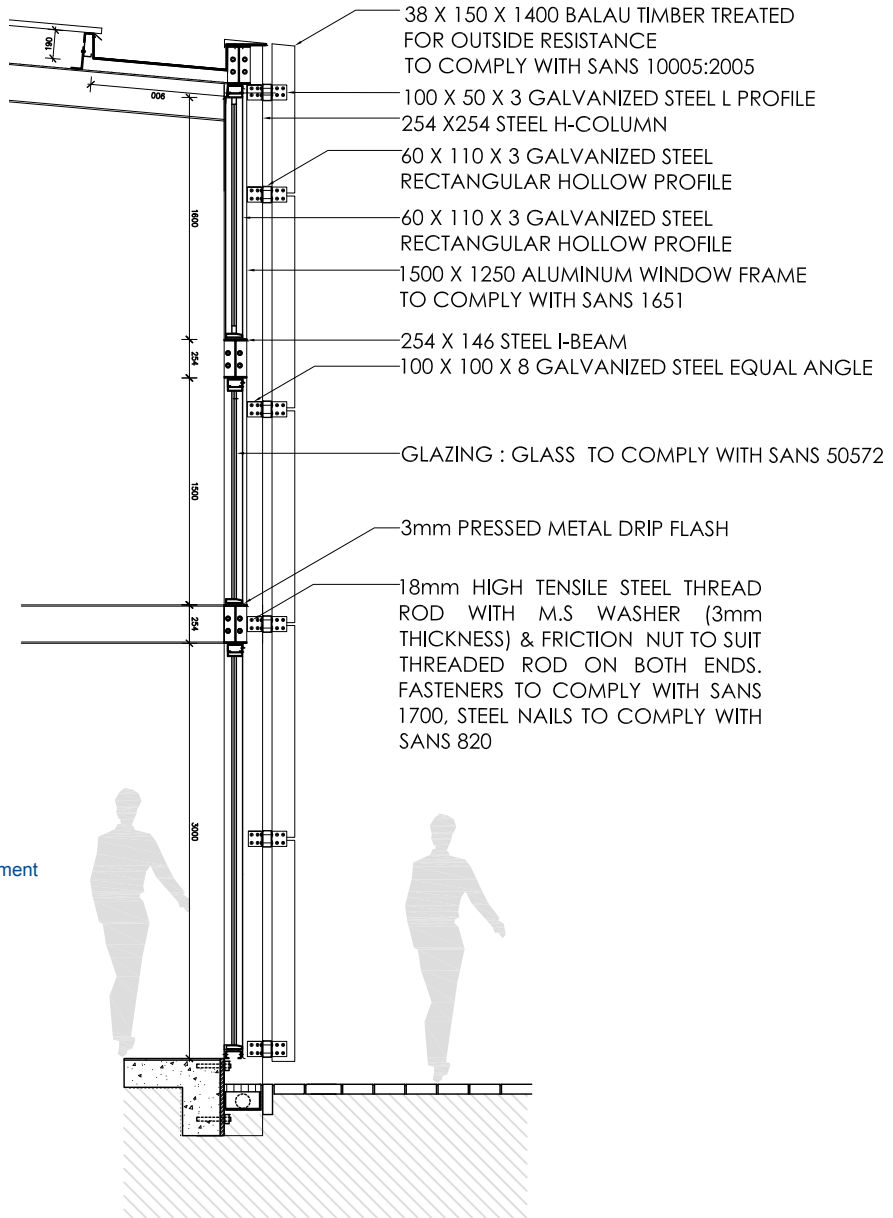 38 X 150 X 1400 BALAU TIMBER TREATED
FOR OUTSIDE RESISTANCE
TO COMPLY WITH SANS 10005:2005
100 X 50 X 3 GALVANIZED STEEL L PROFILE
254 X254 STEEL H-COLUMN
60 X 110 X 3 GALVANIZED STEEL
RECTANGULAR HOLLOW PROFILE
60 X 110 X 3 GALVANIZED STEEL
RECTANGULAR HOLLOW PROFILE
1500 X 1250 ALUMINUM WINDOW FRAME
TO COMPLY WITH SANS 1651
254 X 146 STEEL I-BEAM
100 X 100 X 8 GALVANIZED STEEL EQUAL ANGLE
GLAZING : GLASS TO COMPLY WITH SANS 50572
3mm PRESSED METAL DRIP FLASH
18mm HIGH TENSILE STEEL THREAD
ROD WITH M.S WASHER (3mm
THICKNESS) & FRICTION NUT TO SUIT
THREADED ROD ON BOTH ENDS.
FASTENERS TO COMPLY WITH SANS
1700, STEEL NAILS TO COMPLY WITH
SANS 820
190
900
1600
254
1500
254
3000
ment